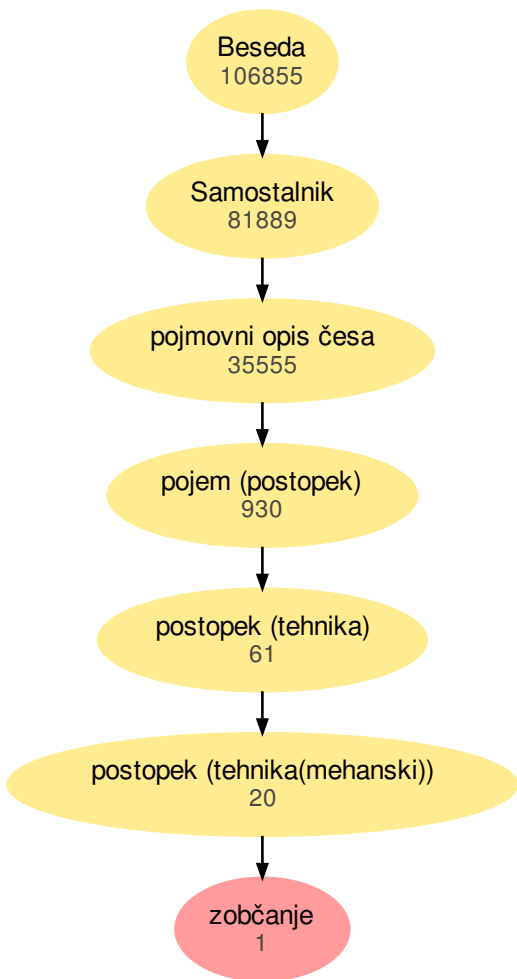 Beseda
106855
Samostalnik
81889
pojmovni opis česa
35555
pojem (postopek)
930
postopek (tehnika)
61
postopek (tehnika(mehanski))
20
zobčanje
1